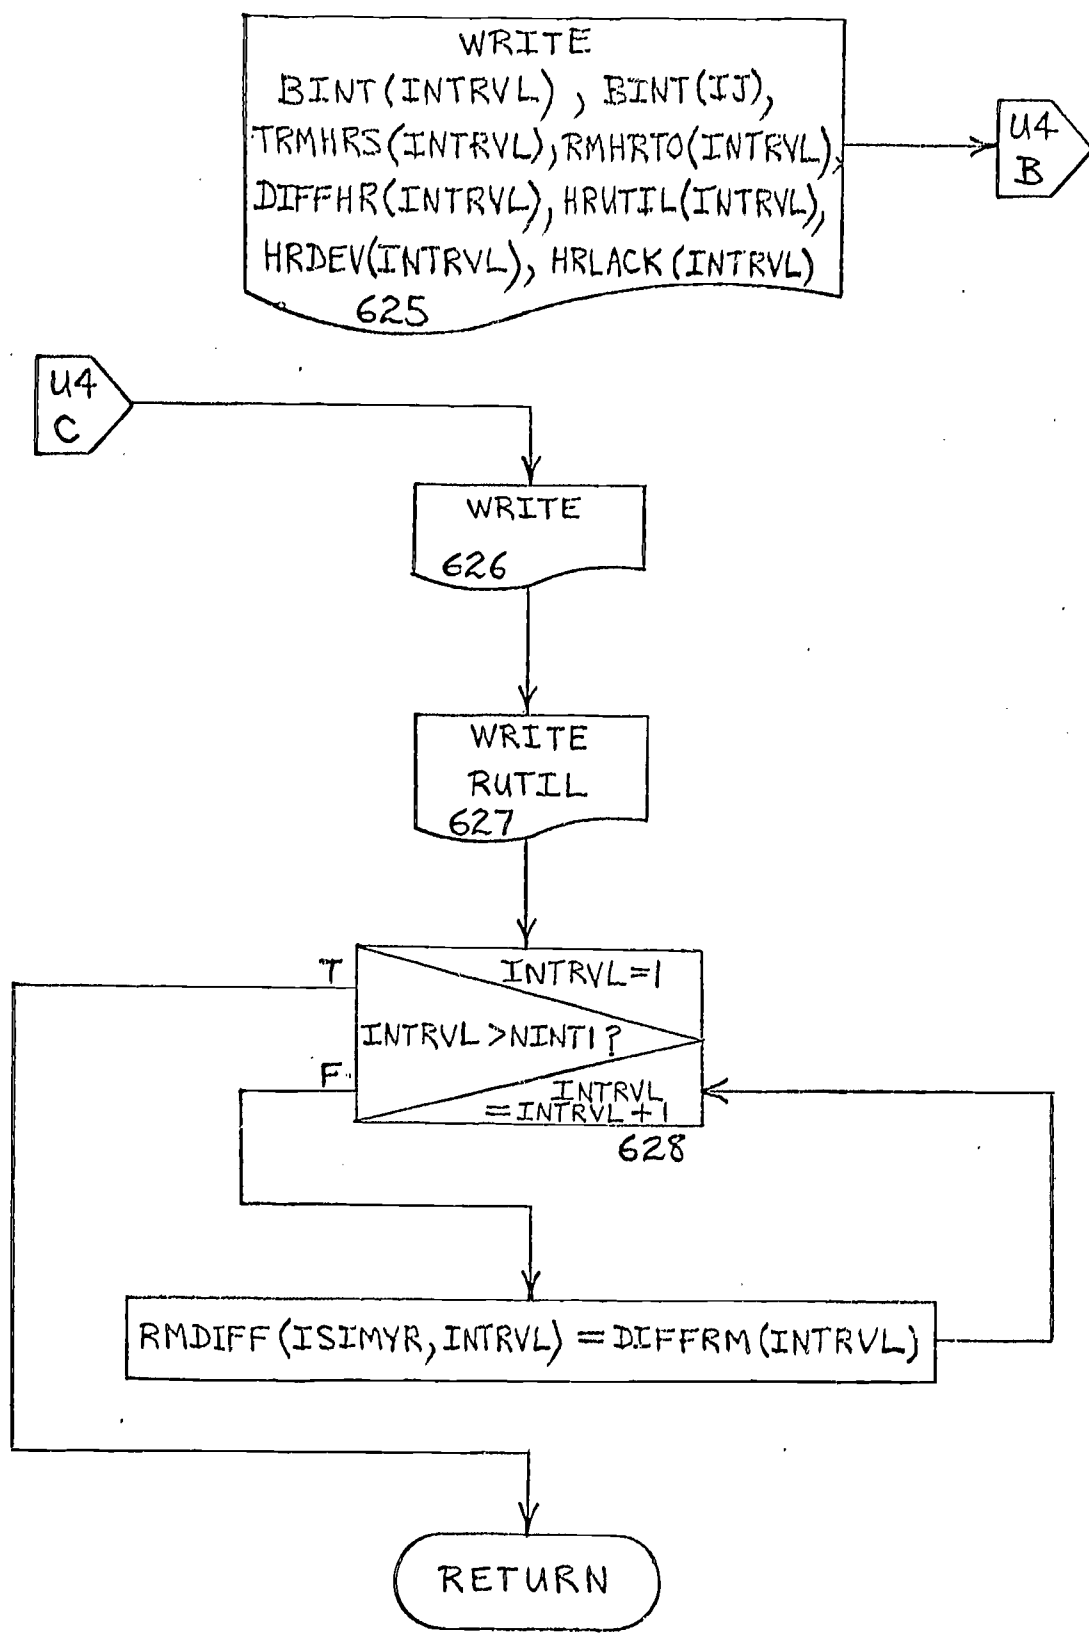 WRITE
BINT(INTRVL), BINT(IJ),
TRMHRS(INTRVL), RMHRTO(INTRVL),
DIFFHR(INTRVL), HRUTIL(INTRVL),
HRDEV(INTRVL), HRLACK(INTRVL)
625
U4
B
U4
C
WRITE
626
WRITE
RUTIL
627
T
INTRVL=1
INTRVL>NINT1?
F
INTRVL
=INTRVL+1
628
RMDIFF(ISIMYR, INTRVL)=DIFFRM(INTRVL)
RETURN